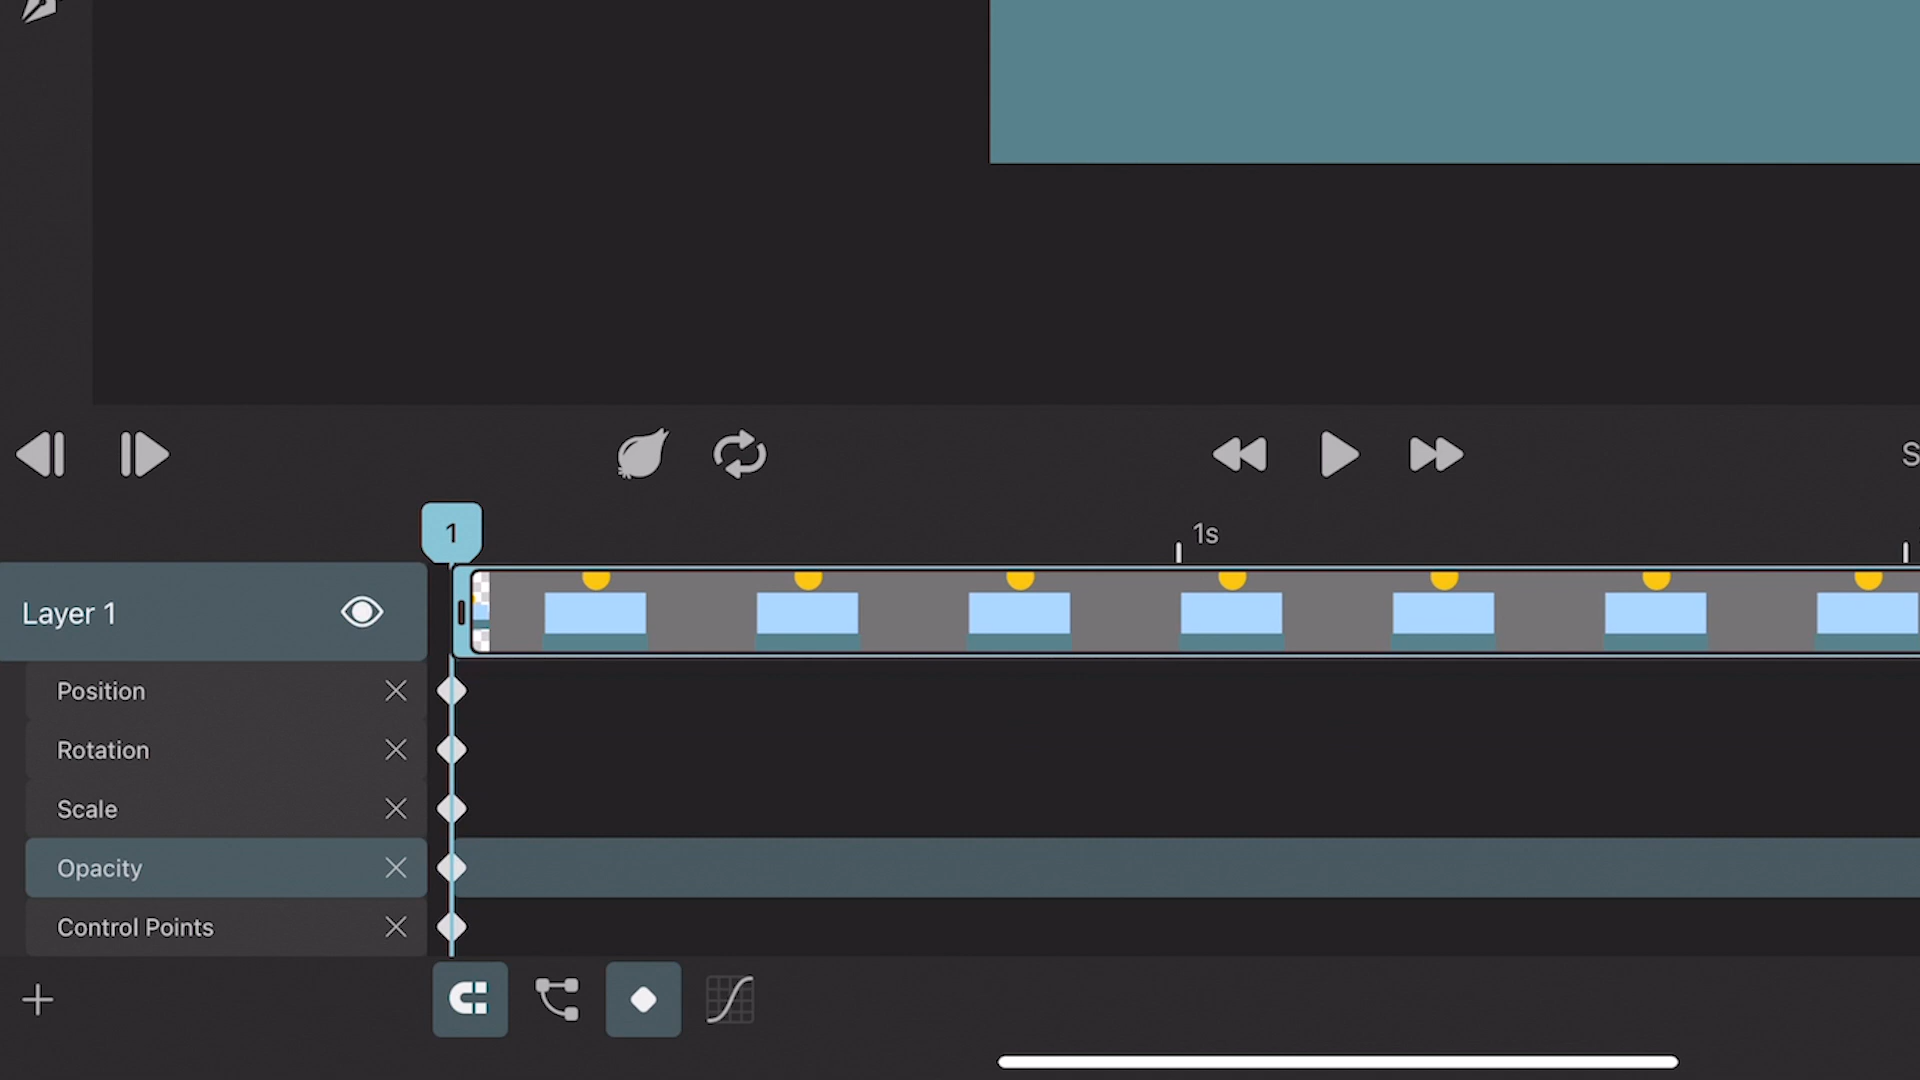 S
1
1s
Layer 1
Position
Rotation
Scale
Opacity
Control Points